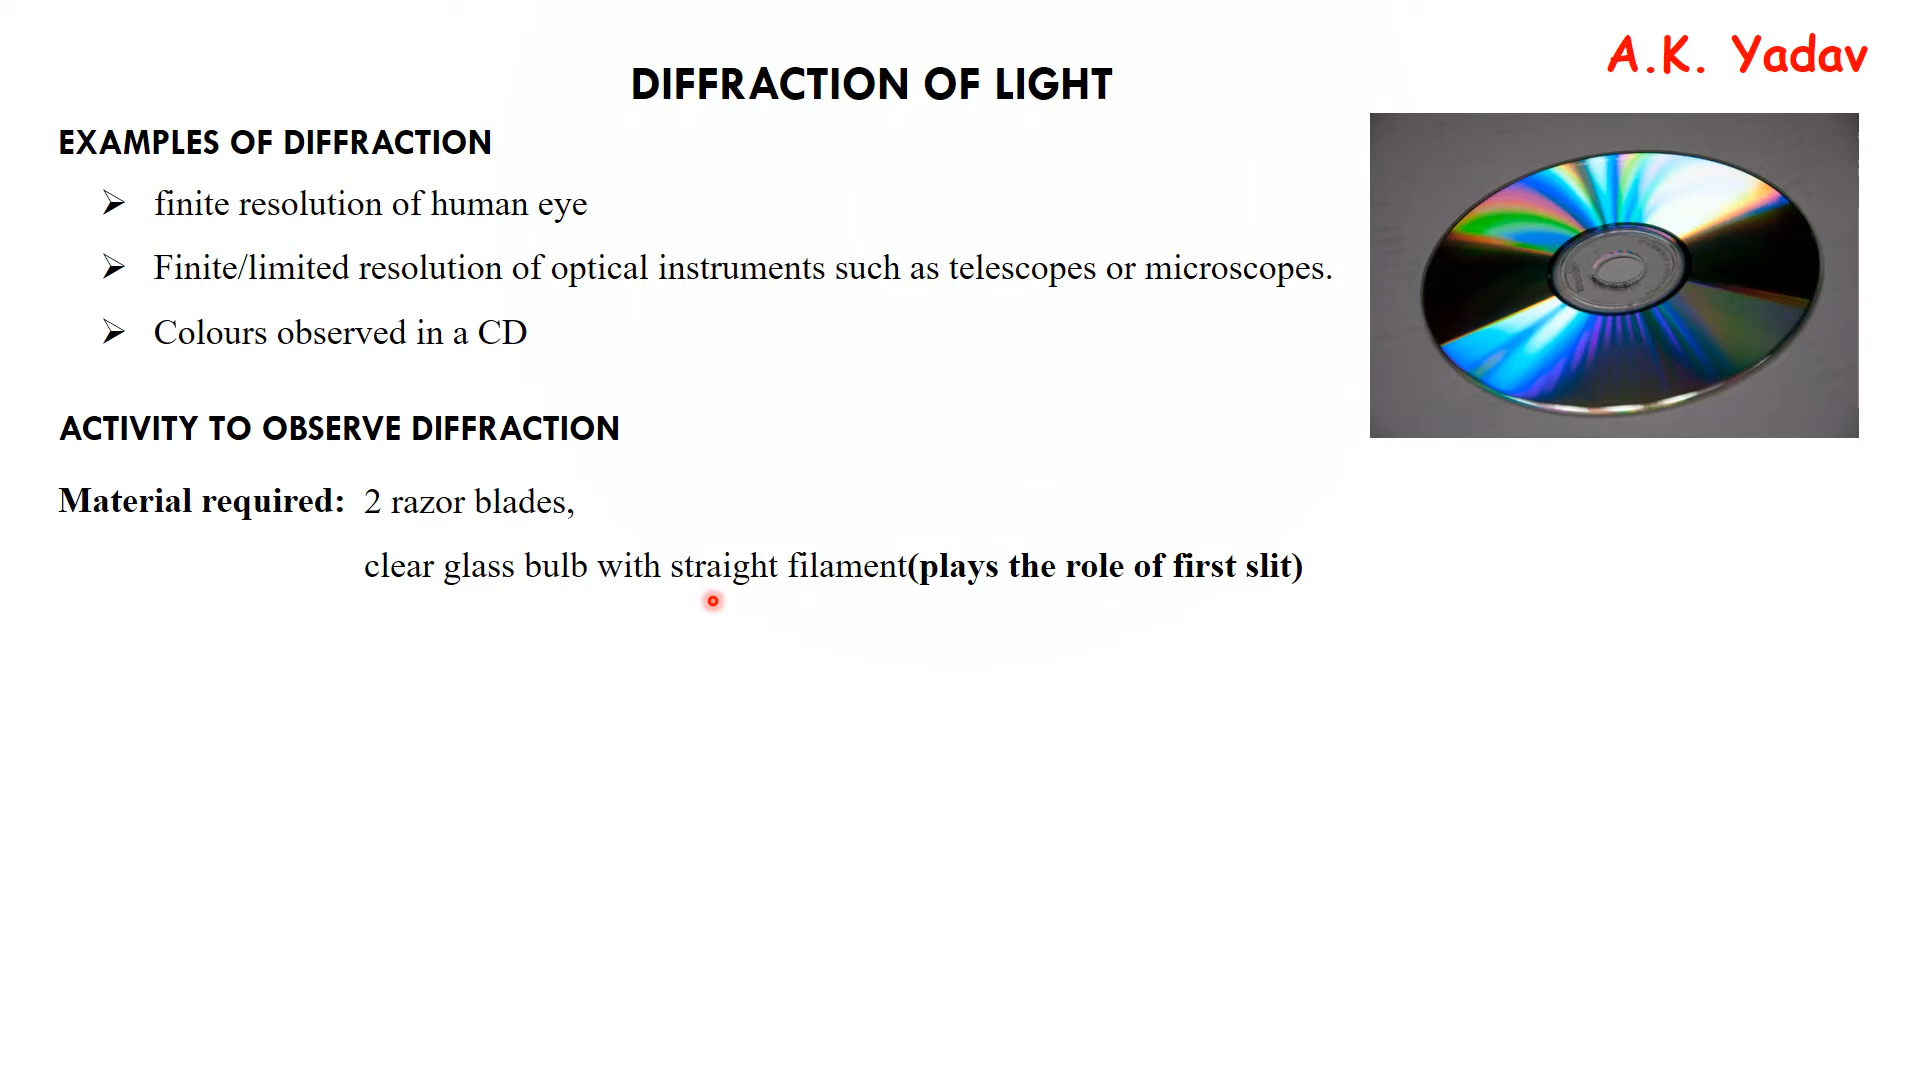 A.K. Yadav
DIFFRACTION OF LIGHT
EXAMPLES OF DIFFRACTION
➢ finite resolution of human eye
➢ Finite/limited resolution of optical instruments such as telescopes or microscopes.
➢ Colours observed in a CD
ACTIVITY TO OBSERVE DIFFRACTION
Material required: 2 razor blades,
clear glass bulb with straight filament(plays the role of first slit)